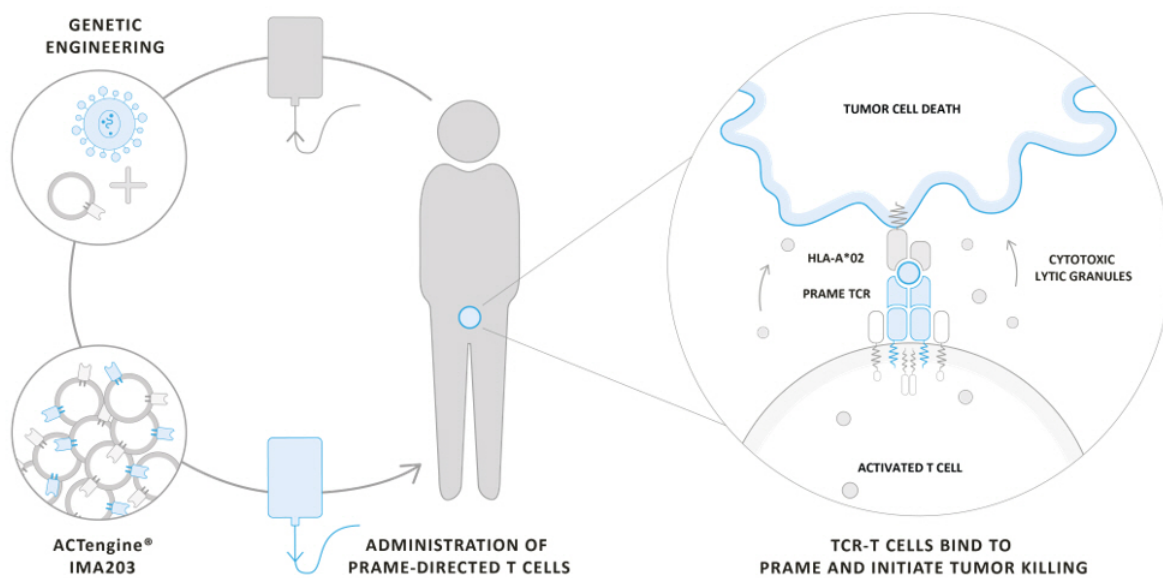 GENETIC
ENGINEERING
TUMOR CELL DEATH
HLA-A*02
PRAME TCR
CYTOTOXIC
LYTIC GRANULES
ACTIVATED T CELL
ACTengine®
IMA203
ADMINISTRATION OF
PRAME-DIRECTED T CELLS
TCR-T CELLS BIND TO
PRAME AND INITIATE TUMOR KILLING